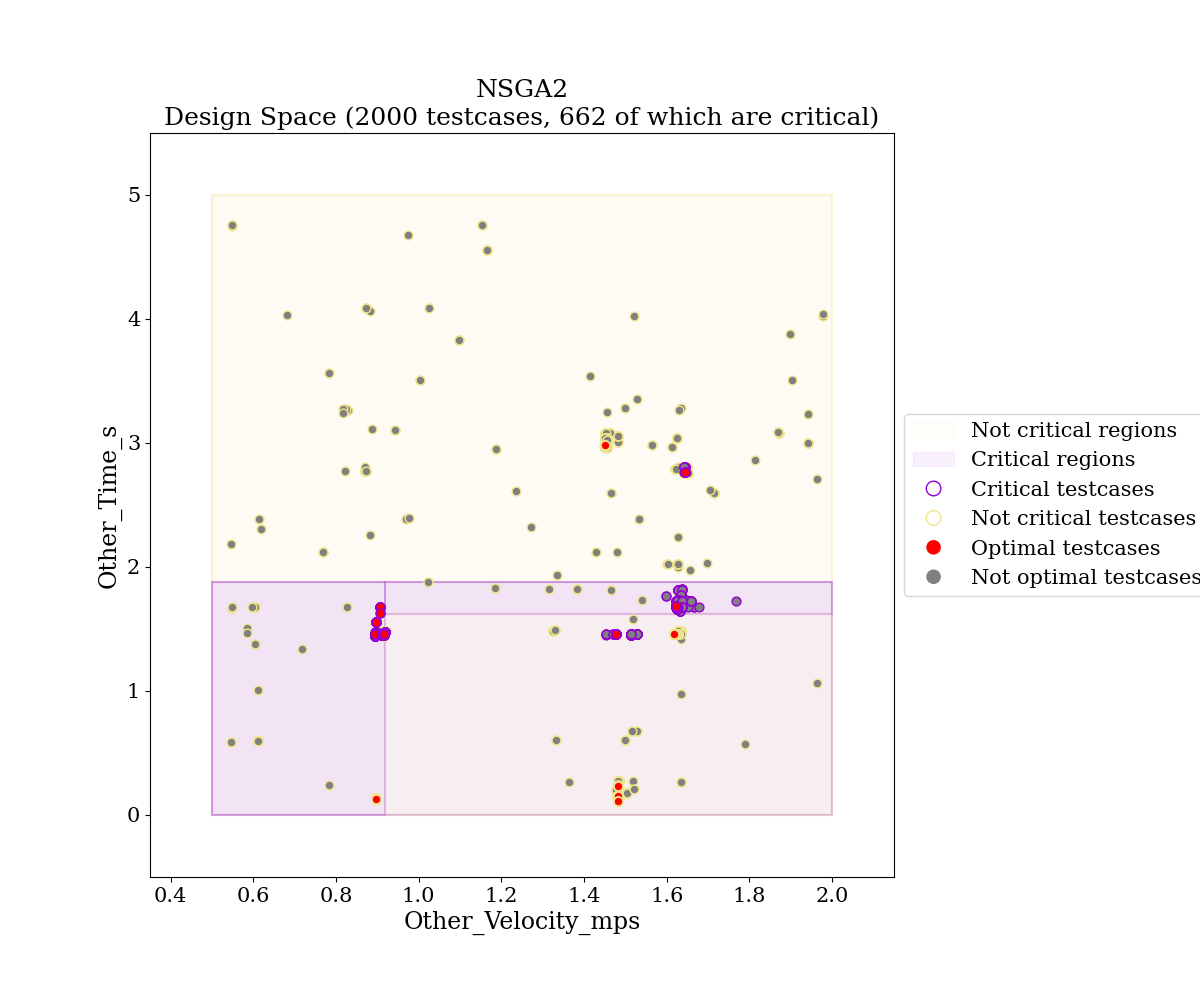 NSGA2
Design Space (2000 testcases, 662 of which are critical)
Other_Time_s
5
4
3
2
1
0
0.4 0.6 0.8 1.0 1.2 1.4 1.6 1.8 2.0
Other_Velocity_mps
Not critical regions
Critical regions
Critical testcases
Not critical testcases
Optimal testcases
Not optimal testcases